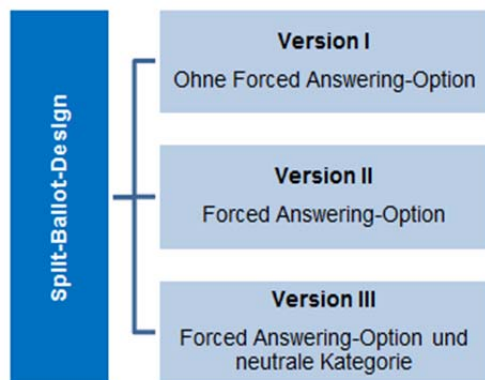 Split-Ballot-Design
Version I
Ohne Forced Answering-Option
Version II
Forced Answering-Option
Version III
Forced Answering-Option und
neutrale Kategorie